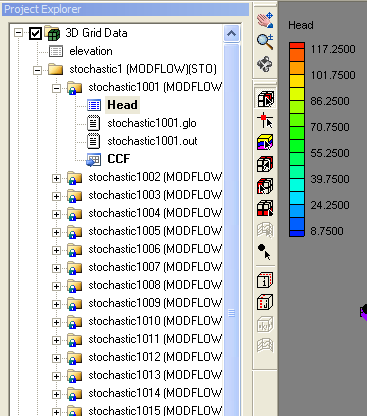 Project Explorer
3D Grid Data
elevation
stochastic1 (MODFLOW)(STO)
stochastic1001 (MODFLOW
Head
stochastic1001.glo
stochastic1001.out
CCF
stochastic1002 (MODFLOW
stochastic1003 (MODFLOW
stochastic1004 (MODFLOW
stochastic1005 (MODFLOW
stochastic1006 (MODFLOW
stochastic1007 (MODFLOW
stochastic1008 (MODFLOW
stochastic1009 (MODFLOW
stochastic1010 (MODFLOW
stochastic1011 (MODFLOW
stochastic1012 (MODFLOW
stochastic1013 (MODFLOW
stochastic1014 (MODFLOW
stochastic1015 (MODFLOW
Head
117.2500
101.7500
86.2500
70.7500
55.2500
39.7500
24.2500
8.7500